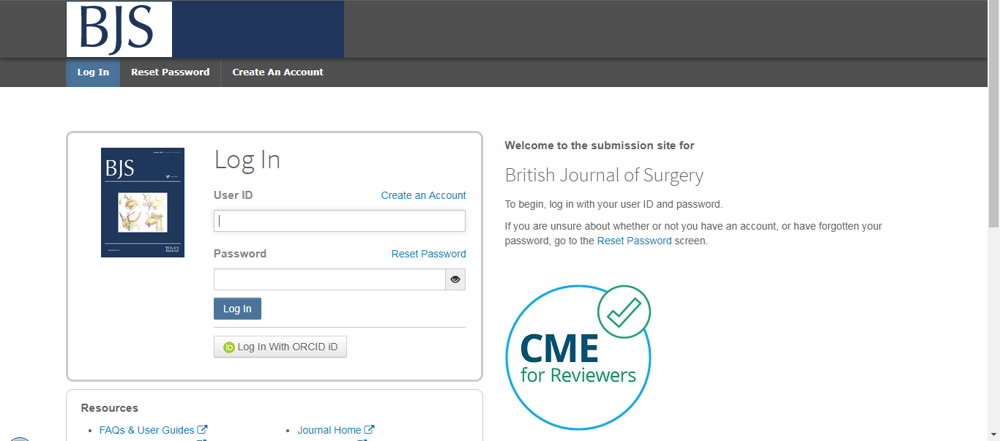 BJS
Log In
Reset Password
Create An Account
BJS
WILEY
Blackwell
Log In
User ID
Create an Account
Password
Reset Password
Log In
iD Log In With ORCID iD
Resources
FAQs & User Guides
Journal Home
Welcome to the submission site for
British Journal of Surgery
To begin, log in with your user ID and password.
If you are unsure about whether or not you have an account, or have forgotten your
password, go to the Reset Password screen.
CME
for Reviewers